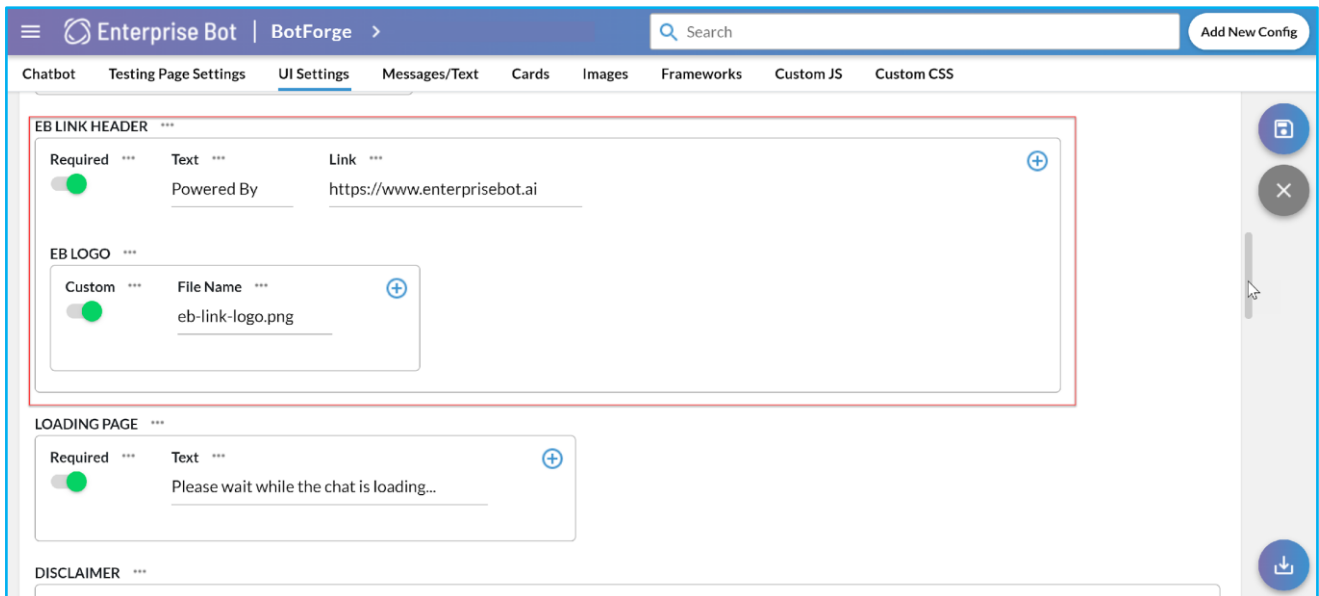 Enterprise Bot | BotForge >
Search
Add New Config
Chatbot Testing Page Settings UI Settings Messages/Text Cards Images Frameworks Custom JS Custom CSS
EB LINK HEADER ...
Required ... Text ... Link ...
Powered By https://www.enterprisebot.ai
EB LOGO ...
Custom ... File Name ...
eb-link-logo.png
LOADING PAGE ...
Required ... Text ...
Please wait while the chat is loading...
DISCLAIMER ...